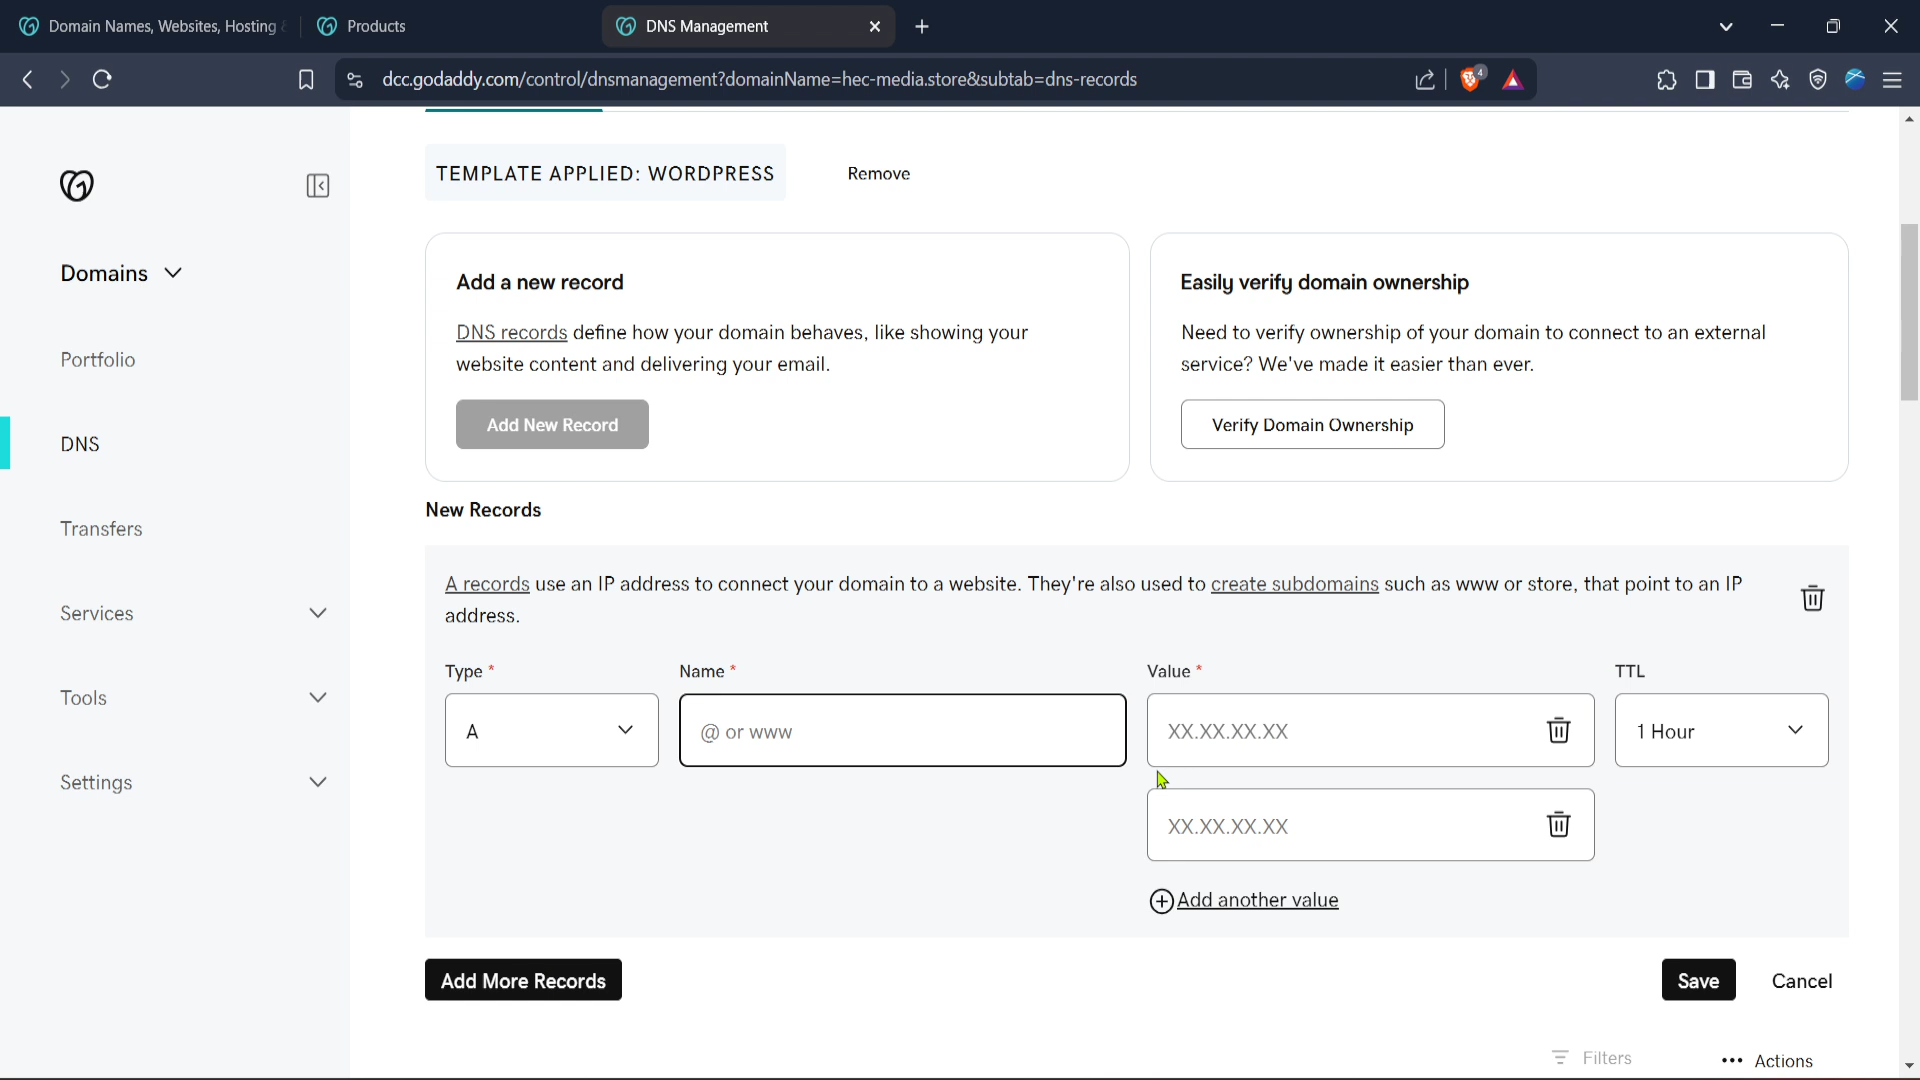 Domain Names, Websites, Hosting
Products
DNS Management
dcc.godaddy.com/control/dnsmanagement?domainName=hec-media.store&subtab=dns-records
4
TEMPLATE APPLIED: WORDPRESS
Remove
Domains
Portfolio
DNS
Transfers
Services
Tools
Settings
Add a new record
DNS records define how your domain behaves, like showing your
website content and delivering your email.
Add New Record
Easily verify domain ownership
Need to verify ownership of your domain to connect to an external
service? We've made it easier than ever.
Verify Domain Ownership
New Records
A records use an IP address to connect your domain to a website. They're also used to create subdomains such as www or store, that point to an IP
address.
Type *
Name *
Value *
TTL
A
@ or www
XX.XX.XX.XX
1 Hour
XX.XX.XX.XX
Add another value
Add More Records
Save
Cancel
Filters
Actions